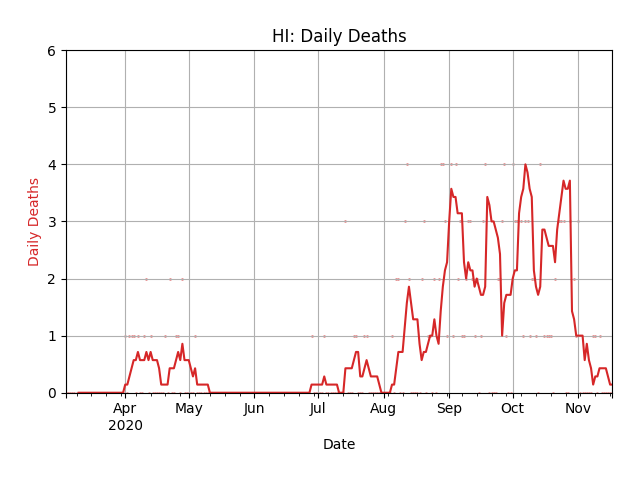 HI: Daily Deaths
6
5
4
3
2
1
0
Daily Deaths
Apr
2020
May
Jun
Jul
Aug
Sep
Oct
Nov
Date